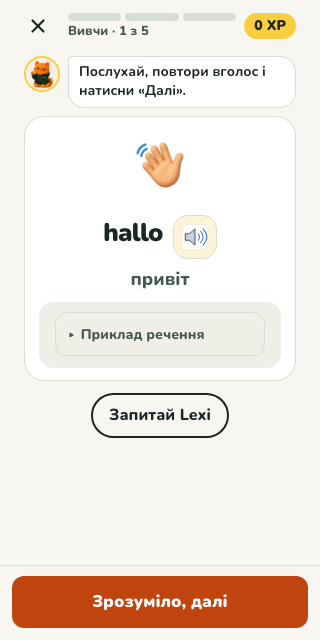 0 XP
Вивчи · 1 з 5
Послухай, повтори вголос і
натисни «Далі».
hallo
привіт
▸ Приклад речення
Запитай Lexi
Зрозуміло, далі